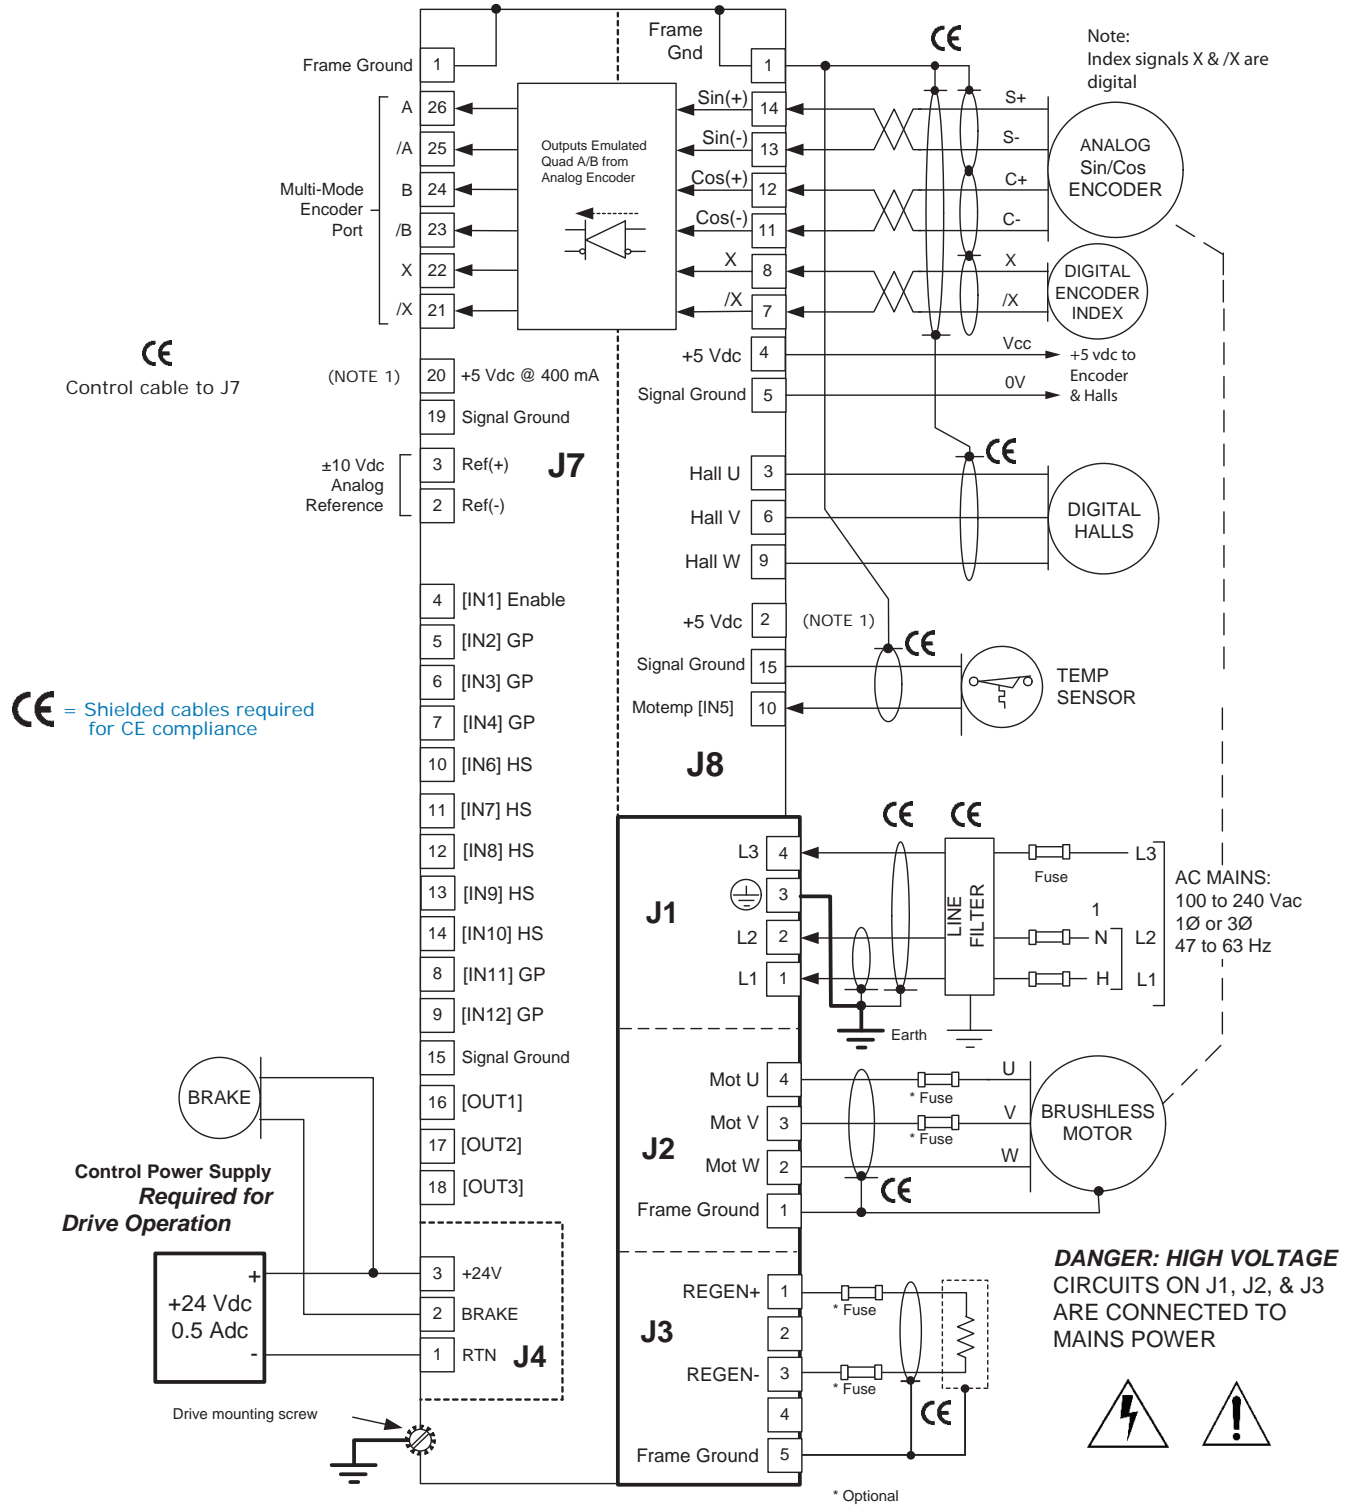 Frame Ground
1
Frame
Gnd
1
CE
Note:
Index signals X & /X are
digital
Multi-Mode
Encoder
Port
A 26
/A 25
B 24
/B 23
X 22
/X 21
Outputs Emulated
Quad A/B from
Analog Encoder
Sin(+) 14 S+
Sin(-) 13 S-
Cos(+) 12 C+
Cos(-) 11 C-
ANALOG
Sin/Cos
ENCODER
X 8 X
/X 7 /X
DIGITAL
ENCODER
INDEX
+5 Vdc 4 Vcc
Signal Ground 5 0V
+5 vdc to
Encoder
& Halls
CE
Control cable to J7
(NOTE 1) 20 +5 Vdc @ 400 mA
19 Signal Ground
±10 Vdc
Analog
Reference
3 Ref(+)
2 Ref(-)
J7
CE
Hall U 3
Hall V 6
Hall W 9
DIGITAL
HALLS
4 [IN1] Enable
5 [IN2] GP
6 [IN3] GP
7 [IN4] GP
10 [IN6] HS
11 [IN7] HS
12 [IN8] HS
13 [IN9] HS
14 [IN10] HS
8 [IN11] GP
9 [IN12] GP
15 Signal Ground
16 [OUT1]
17 [OUT2]
18 [OUT3]
+5 Vdc 2 (NOTE 1)
Signal Ground 15
Motemp [IN5] 10
CE
TEMP
SENSOR
J8
CE = Shielded cables required
for CE compliance
CE CE
J1
L3 4
3
L2 2
L1 1
LINE
FILTER
Fuse
L3
1
N L2
H L1
AC MAINS:
100 to 240 Vac
1Ø or 3Ø
47 to 63 Hz
Earth
J2
Mot U 4
Mot V 3
Mot W 2
Frame Ground 1
* Fuse
* Fuse
U
V
W
CE
BRUSHLESS
MOTOR
BRAKE
Control Power Supply
Required for
Drive Operation
+
+24 Vdc
0.5 Adc
-
3 +24V
2 BRAKE
1 RTN
J4
Drive mounting screw
J3
REGEN+ 1
2
REGEN- 3
4
Frame Ground 5
* Fuse
* Fuse
CE
* Optional
DANGER: HIGH VOLTAGE
CIRCUITS ON J1, J2, & J3
ARE CONNECTED TO
MAINS POWER
!